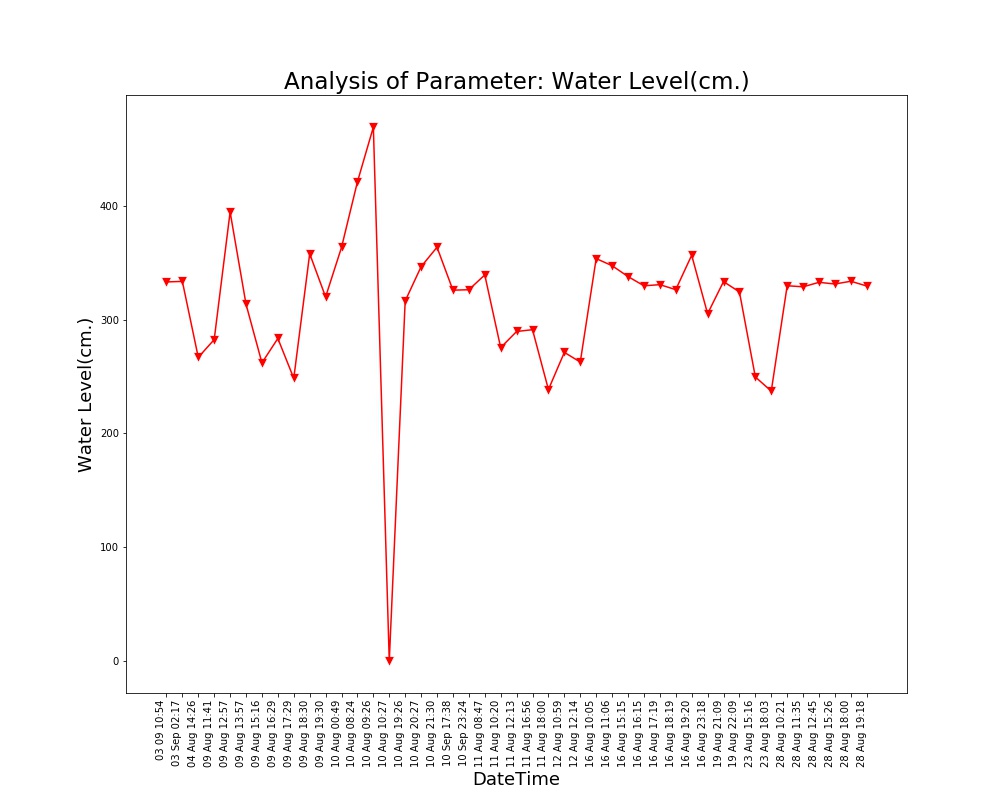 Analysis of Parameter: Water Level(cm.)
Water Level(cm.)
400
300
200
100
0
03 09 10:54
03 Sep 02:17
04 Aug 14:26
09 Aug 11:41
09 Aug 12:57
09 Aug 13:57
09 Aug 15:16
09 Aug 16:29
09 Aug 17:29
09 Aug 18:30
09 Aug 19:30
10 Aug 00:49
10 Aug 08:24
10 Aug 09:26
10 Aug 10:27
10 Aug 19:26
10 Aug 20:27
10 Aug 21:30
10 Sep 17:38
10 Sep 23:24
11 Aug 08:47
11 Aug 10:20
11 Aug 12:13
11 Aug 16:56
11 Aug 18:00
12 Aug 10:59
12 Aug 12:14
16 Aug 10:05
16 Aug 11:06
16 Aug 15:15
16 Aug 16:15
16 Aug 17:19
16 Aug 18:19
16 Aug 19:20
16 Aug 23:18
19 Aug 21:09
19 Aug 22:09
23 Aug 15:16
23 Aug 18:03
28 Aug 10:21
28 Aug 11:35
28 Aug 12:45
28 Aug 15:26
28 Aug 18:00
28 Aug 19:18
DateTime